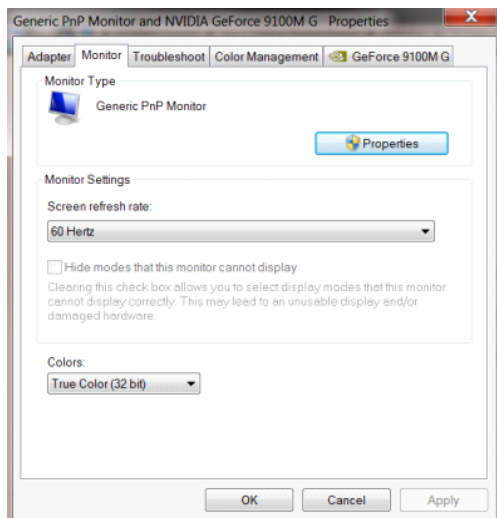 Generic PnP Monitor and NVIDIA GeForce 9100M G Properties
Adapter Monitor Troubleshoot Color Management GeForce 9100M G
Monitor Type
Generic PnP Monitor
Properties
Monitor Settings
Screen refresh rate:
60 Hertz
Hide modes that this monitor cannot display
Clearing this check box allows you to select display modes that this monitor
cannot display correctly. This may lead to an unusable display and/or
damaged hardware.
Colors:
True Color (32 bit)
OK Cancel Apply